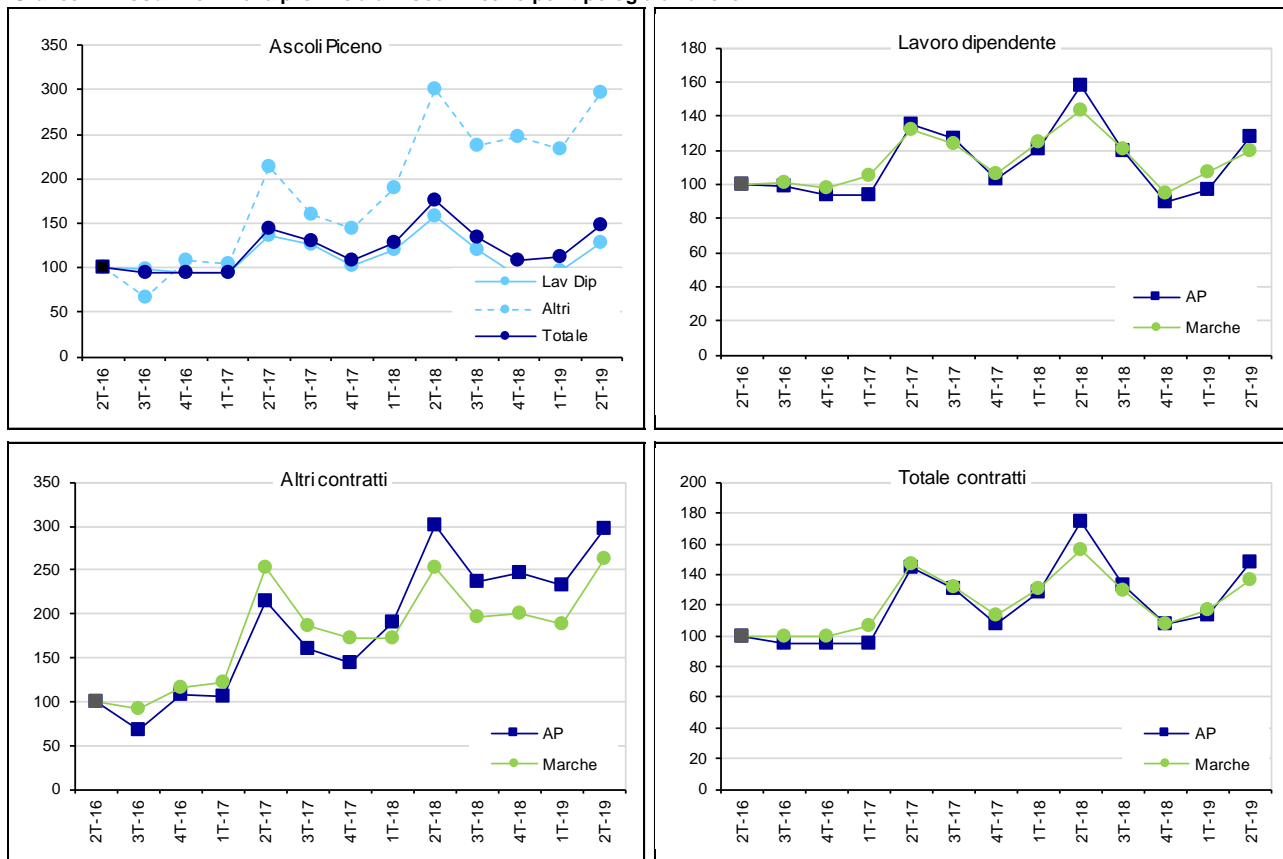 Ascoli Piceno
350
300
250
200
150
100
50
0
Lav Dip
Altri
Totale
2T-16
3T-16
4T-16
1T-17
2T-17
3T-17
4T-17
1T-18
2T-18
3T-18
4T-18
1T-19
2T-19
Lavoro dipendente
180
160
140
120
100
80
60
40
20
0
AP
Marche
2T-16
3T-16
4T-16
1T-17
2T-17
3T-17
4T-17
1T-18
2T-18
3T-18
4T-18
1T-19
2T-19
Altri contratti
350
300
250
200
150
100
50
0
AP
Marche
2T-16
3T-16
4T-16
1T-17
2T-17
3T-17
4T-17
1T-18
2T-18
3T-18
4T-18
1T-19
2T-19
Totale contratti
200
180
160
140
120
100
80
60
40
20
0
AP
Marche
2T-16
3T-16
4T-16
1T-17
2T-17
3T-17
4T-17
1T-18
2T-18
3T-18
4T-18
1T-19
2T-19